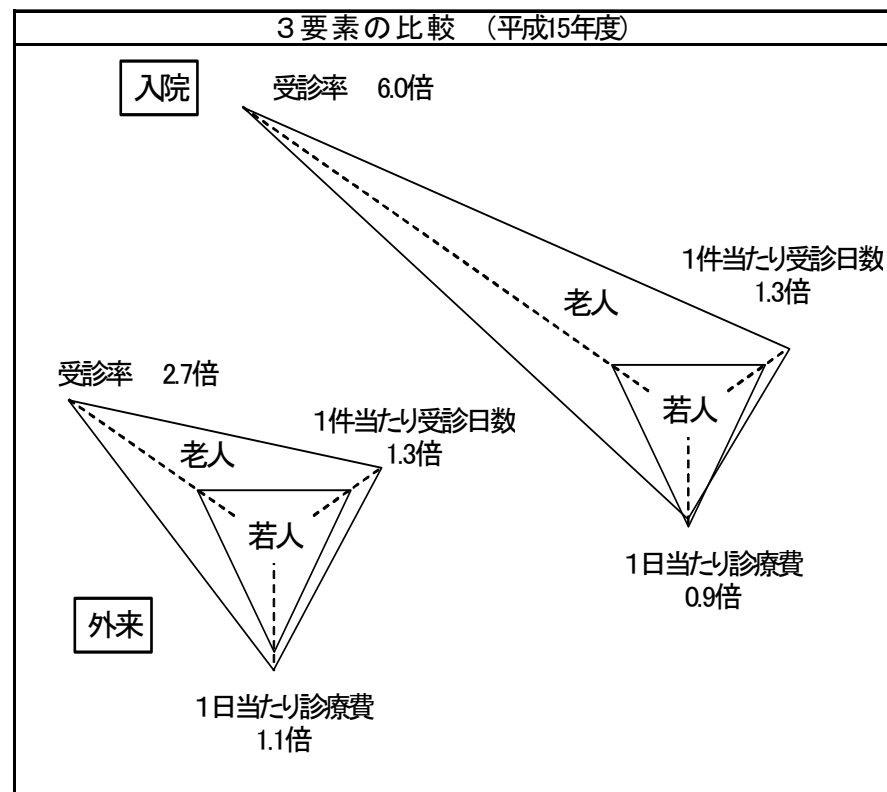 3要素の比較 (平成15年度)
入院
受診率 6.0倍
1件当たり受診日数
1.3倍
老人
若人
1日当たり診療費
0.9倍
受診率 2.7倍
1件当たり受診日数
1.3倍
老人
若人
外来
1日当たり診療費
1.1倍